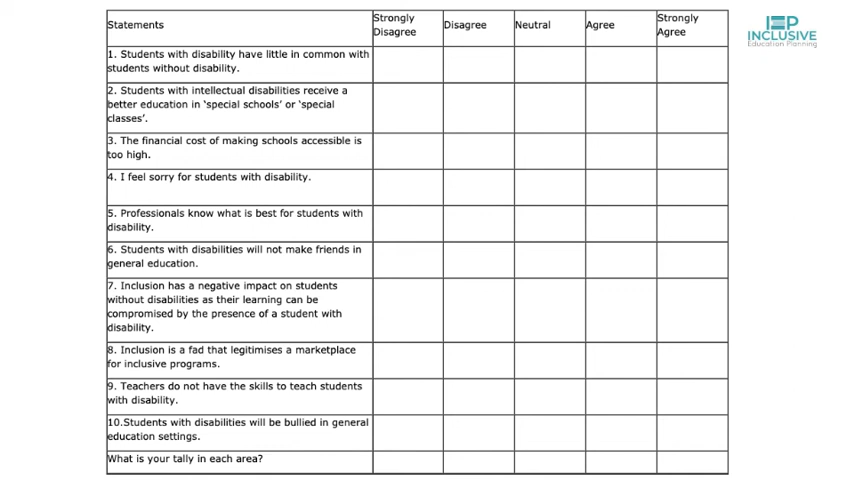 Statements
Strongly
Disagree
Disagree
Neutral
Agree
Strongly
Agree
IEP
INCLUSIVE
Education Planning
1. Students with disability have little in common with
students without disability.
2. Students with intellectual disabilities receive a
better education in ‘special schools’ or ‘special
classes’.
3. The financial cost of making schools accessible is
too high.
4. I feel sorry for students with disability.
5. Professionals know what is best for students with
disability.
6. Students with disabilities will not make friends in
general education.
7. Inclusion has a negative impact on students
without disabilities as their learning can be
compromised by the presence of a student with
disability.
8. Inclusion is a fad that legitimises a marketplace
for inclusive programs.
9. Teachers do not have the skills to teach students
with disability.
10.Students with disabilities will be bullied in general
education settings.
What is your tally in each area?